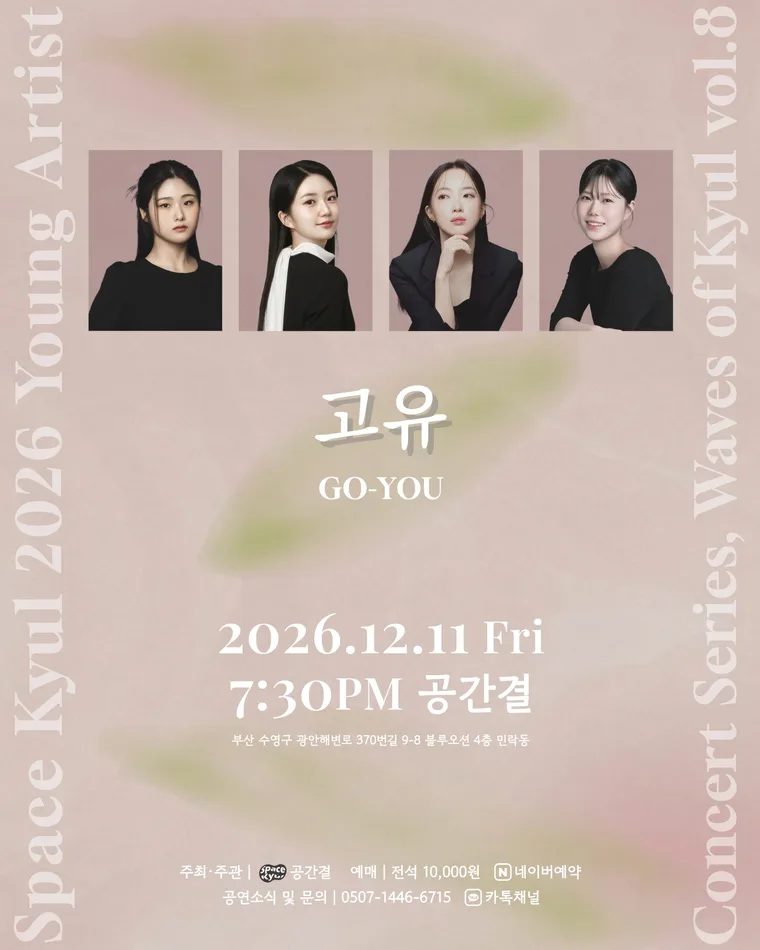 Space Kyul 2026 Young Artist
Concert Series, Waves of Kyul vol.8
고유
GO-YOU
2026.12.11 Fri
7:30PM 공간결
부산 수영구 광안해변로 370번길 9-8 블루오션 4층 민락동
주최·주관 | space kyul 공간결 예매 | 전석 10,000원 N 네이버예약
공연소식 및 문의 | 0507-1446-6715 카톡채널